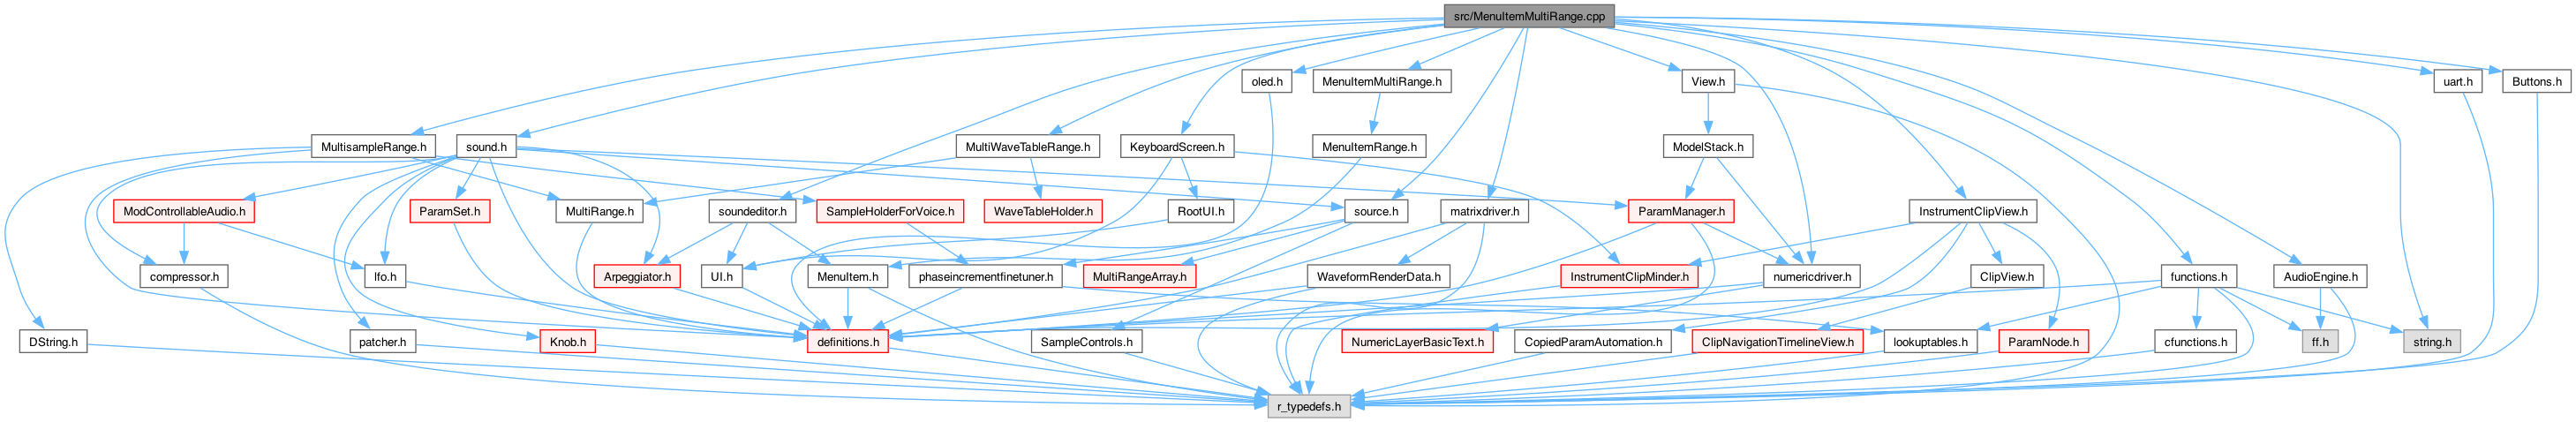 src/MenuItemMultiRange.cpp
oled.h
MenuItemMultiRange.h
View.h
uart.h
Buttons.h
MultisampleRange.h
sound.h
MultiWaveTableRange.h
KeyboardScreen.h
MenuItemRange.h
ModelStack.h
ModControllableAudio.h
ParamSet.h
MultiRange.h
soundeditor.h
SampleHolderForVoice.h
WaveTableHolder.h
RootUI.h
source.h
matrixdriver.h
ParamManager.h
InstrumentClipView.h
compressor.h
lfo.h
Arpeggiator.h
UI.h
MenuItem.h
phaseincrementfinetuner.h
MultiRangeArray.h
WaveformRenderData.h
InstrumentClipMinder.h
numericdriver.h
ClipView.h
functions.h
AudioEngine.h
DString.h
patcher.h
Knob.h
definitions.h
SampleControls.h
NumericLayerBasicText.h
CopiedParamAutomation.h
ClipNavigationTimelineView.h
lookuptables.h
ParamNode.h
cfunctions.h
ff.h
string.h
r_typedefs.h